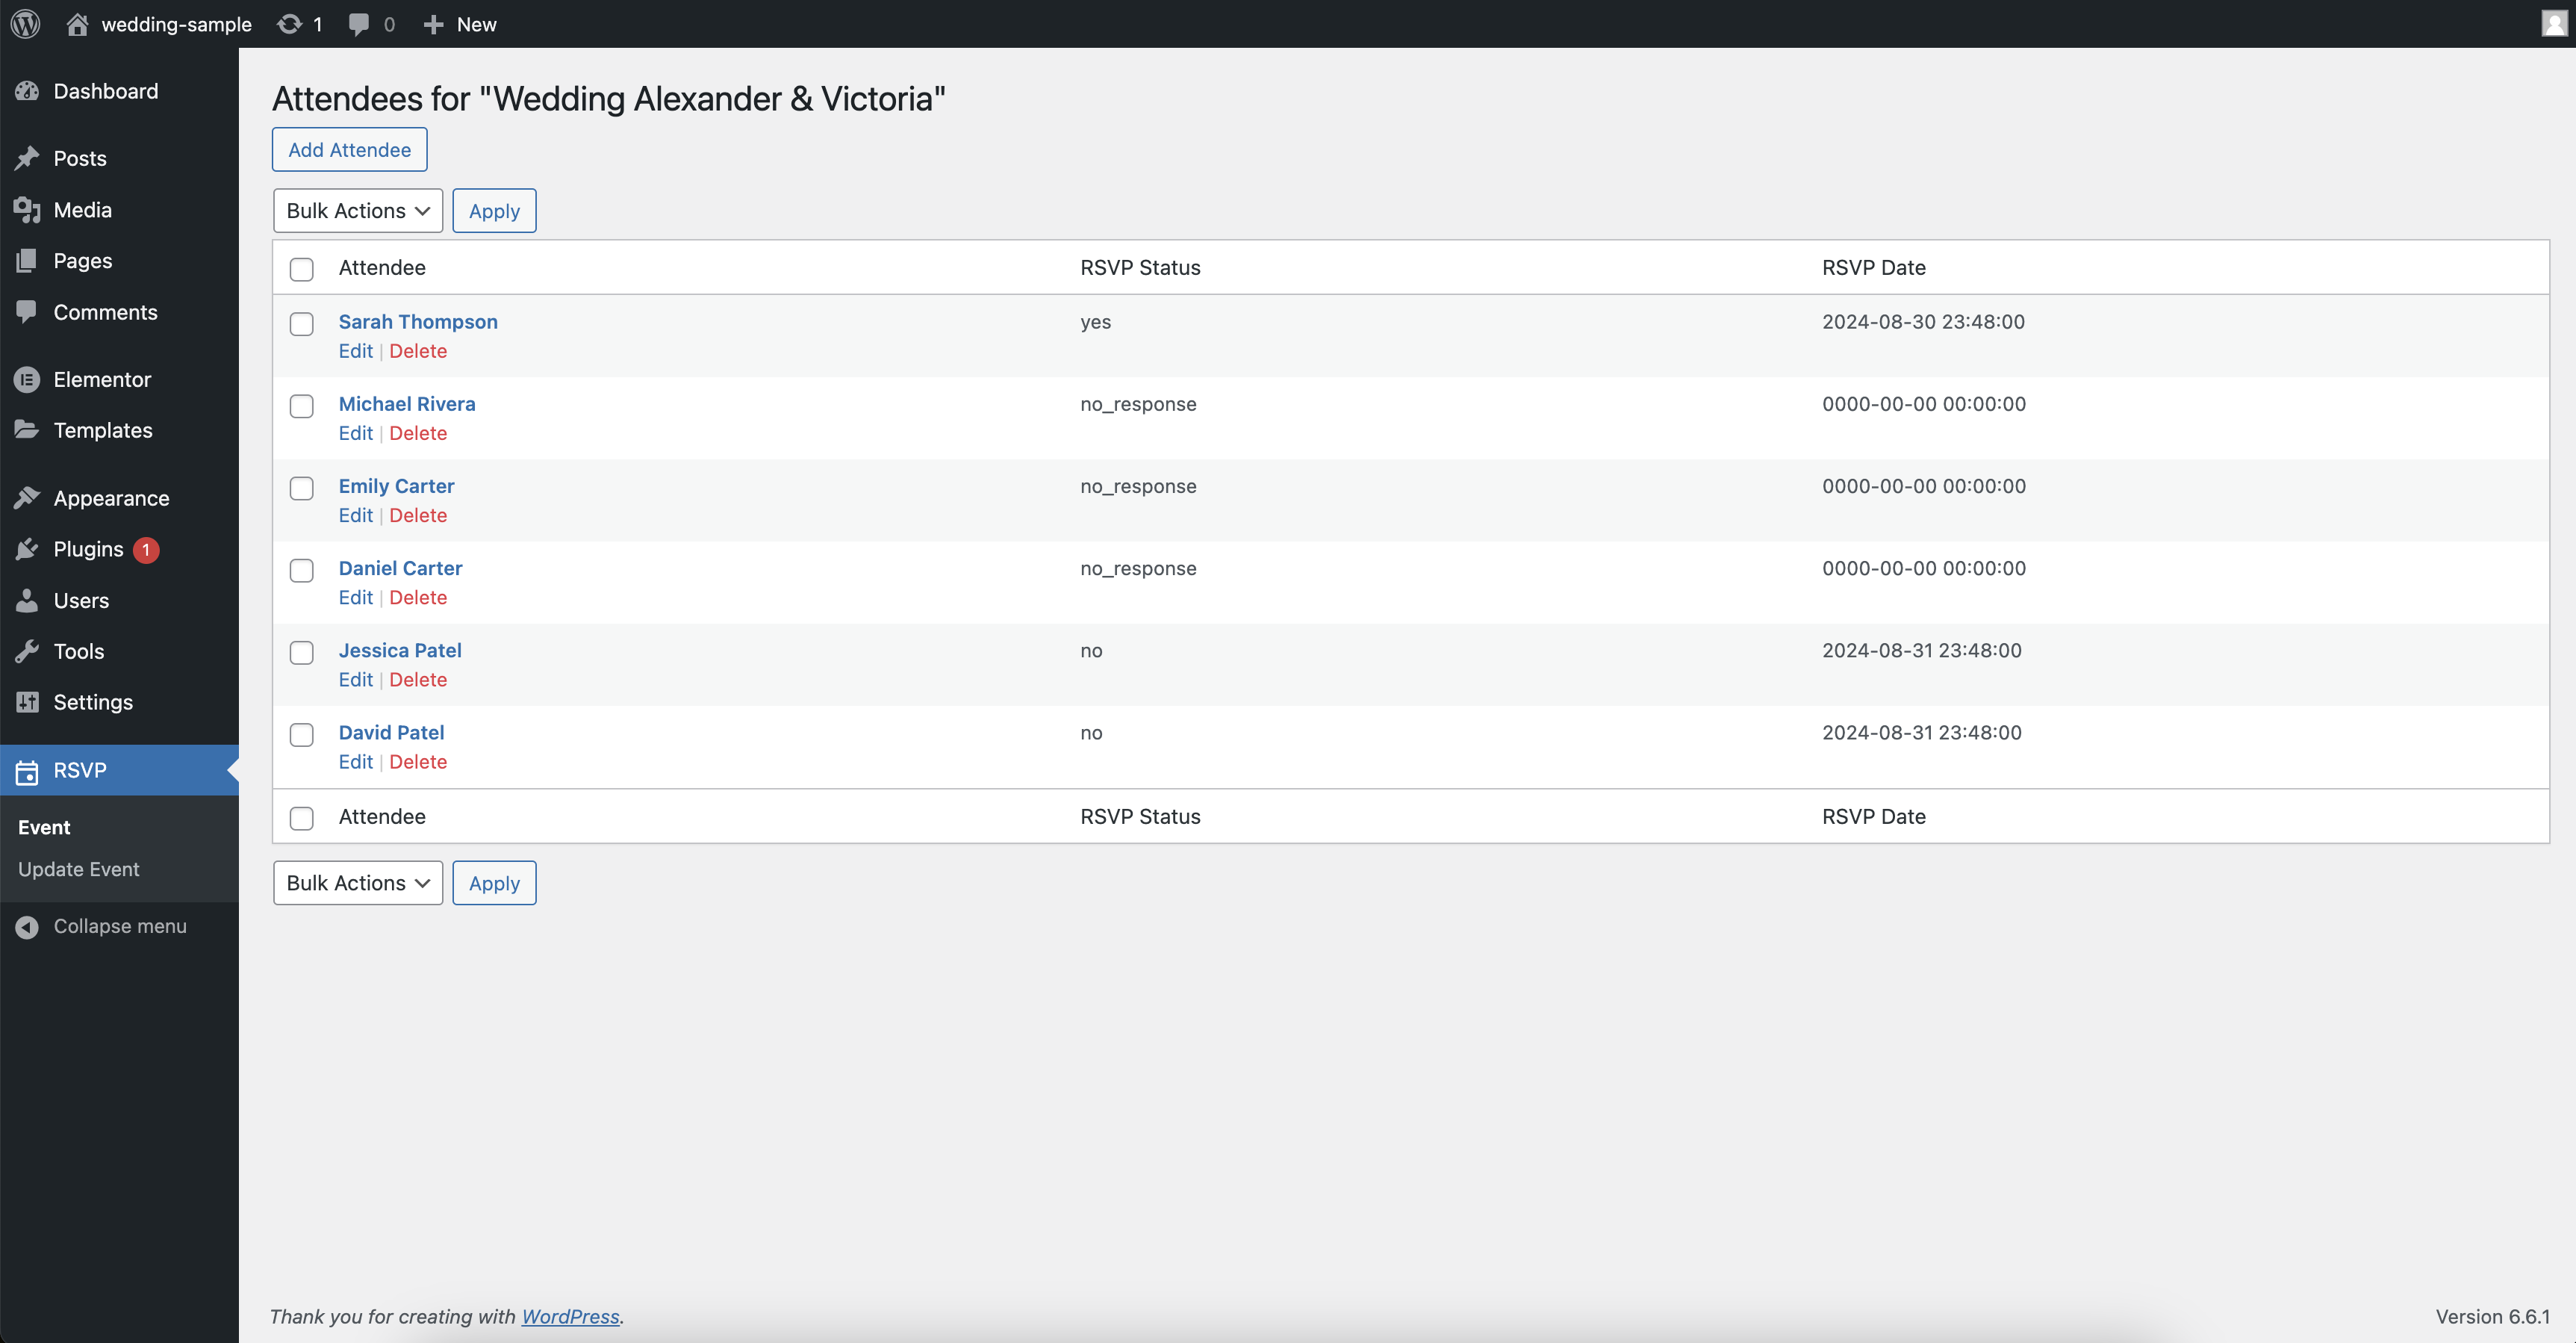 wedding-sample 1 0 New
Dashboard
Posts
Media
Pages
Comments
Elementor
Templates
Appearance
Plugins 1
Users
Tools
Settings
RSVP
Event
Update Event
Collapse menu
Attendees for "Wedding Alexander & Victoria"
Add Attendee
Bulk Actions Apply
Attendee RSVP Status RSVP Date
Sarah Thompson yes 2024-08-30 23:48:00
Edit | Delete
Michael Rivera no_response 0000-00-00 00:00:00
Edit | Delete
Emily Carter no_response 0000-00-00 00:00:00
Edit | Delete
Daniel Carter no_response 0000-00-00 00:00:00
Edit | Delete
Jessica Patel no 2024-08-31 23:48:00
Edit | Delete
David Patel no 2024-08-31 23:48:00
Edit | Delete
Attendee RSVP Status RSVP Date
Bulk Actions Apply
Thank you for creating with WordPress. Version 6.6.1